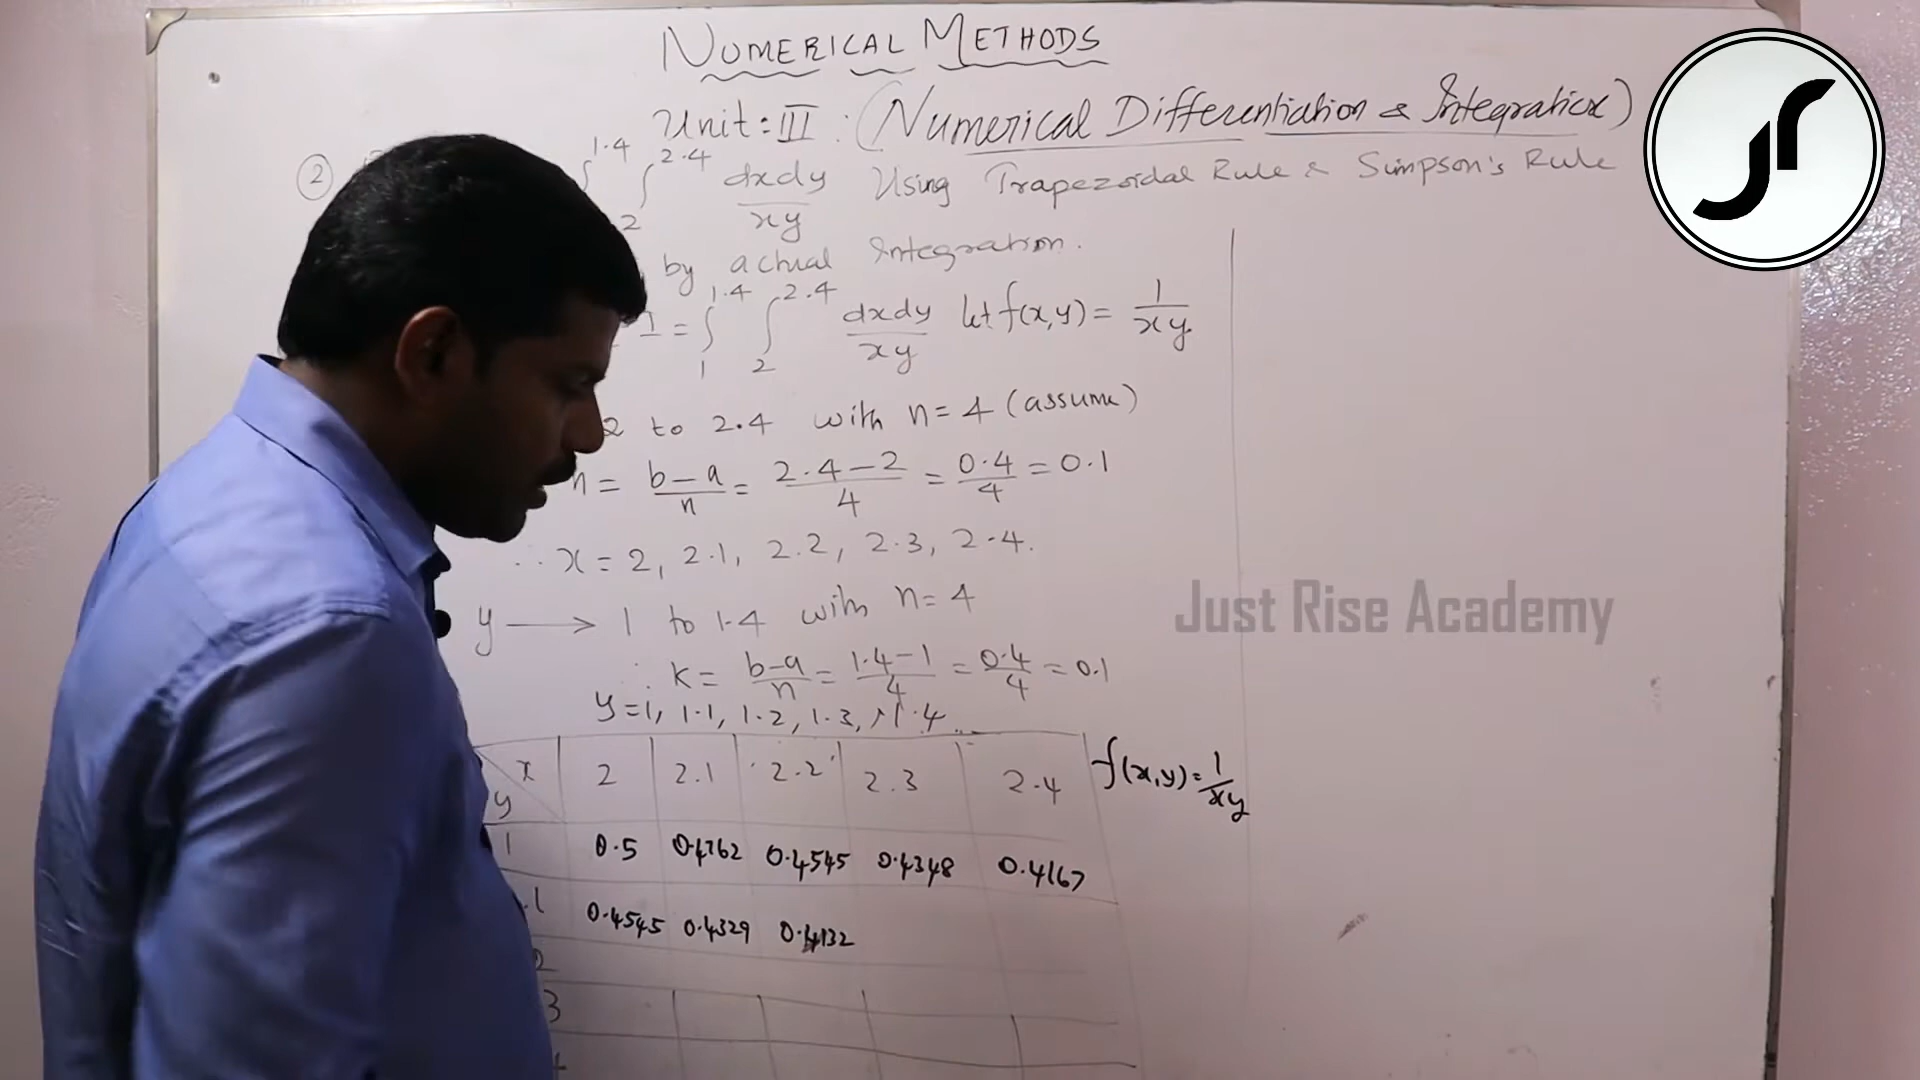 NUMERICAL METHODS
Unit: III : (Numerical Differentiation & Integration)
② ∫ 1.4 ∫ 2.4 2 dxdy / xy Using Trapezoidal Rule & Simpson's Rule
by actual Integration.
I = ∫ 1.4 1 ∫ 2.4 2 dxdy / xy let f(x,y) = 1 / xy
2 to 2.4 with n = 4 (assume)
h = b-a / n = 2.4-2 / 4 = 0.4 / 4 = 0.1
∴ x = 2, 2.1, 2.2, 2.3, 2.4.
y → 1 to 1.4 with n = 4
∴ k = b-a / n = 1.4-1 / 4 = 0.4 / 4 = 0.1
y = 1, 1.1, 1.2, 1.3, 1.4
x y 2 2.1 2.2 2.3 2.4 f(x,y) = 1 / xy
1 0.5 0.4762 0.4545 0.4348 0.4167
.1 0.4545 0.4329 0.4132
2
3
Just Rise Academy